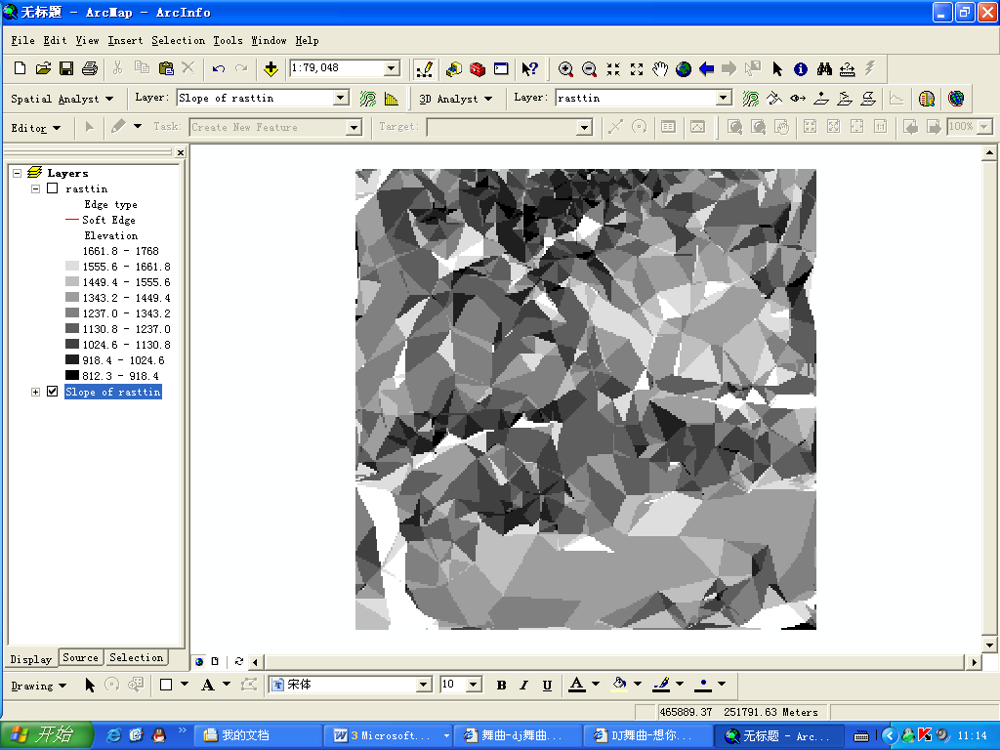 无标题 - ArcMap - ArcInfo
File Edit View Insert Selection Tools Window Help
1:79,048
Spatial Analyst Layer: Slope of rasttin 3D Analyst Layer: rasttin
Editor Task: Create New Feature Target: 1:1 100%
Layers
rasttin
Edge type
Soft Edge
Elevation
1661.8 - 1768
1555.6 - 1661.8
1449.4 - 1555.6
1343.2 - 1449.4
1237.0 - 1343.2
1130.8 - 1237.0
1024.6 - 1130.8
918.4 - 1024.6
812.3 - 918.4
Slope of rasttin
Display Source Selection
Drawing A 宋体 10 B I U A
465889.37 251791.63 Meters
开始 我的文档 3 Microsoft... 舞曲-dj舞曲... DJ舞曲-想你... 无标题 - Arc... 11:14